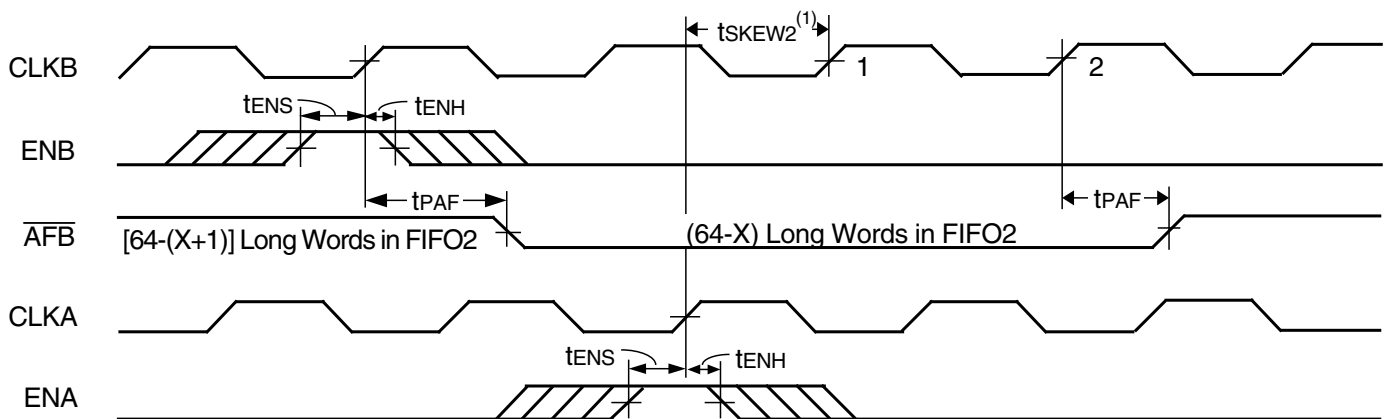 tSKEW2(1)
CLKB
1
2
tENS
tENH
ENB
tPAF
tPAF
AFB
[64-(X+1)] Long Words in FIFO2
(64-X) Long Words in FIFO2
CLKA
tENS
tENH
ENA